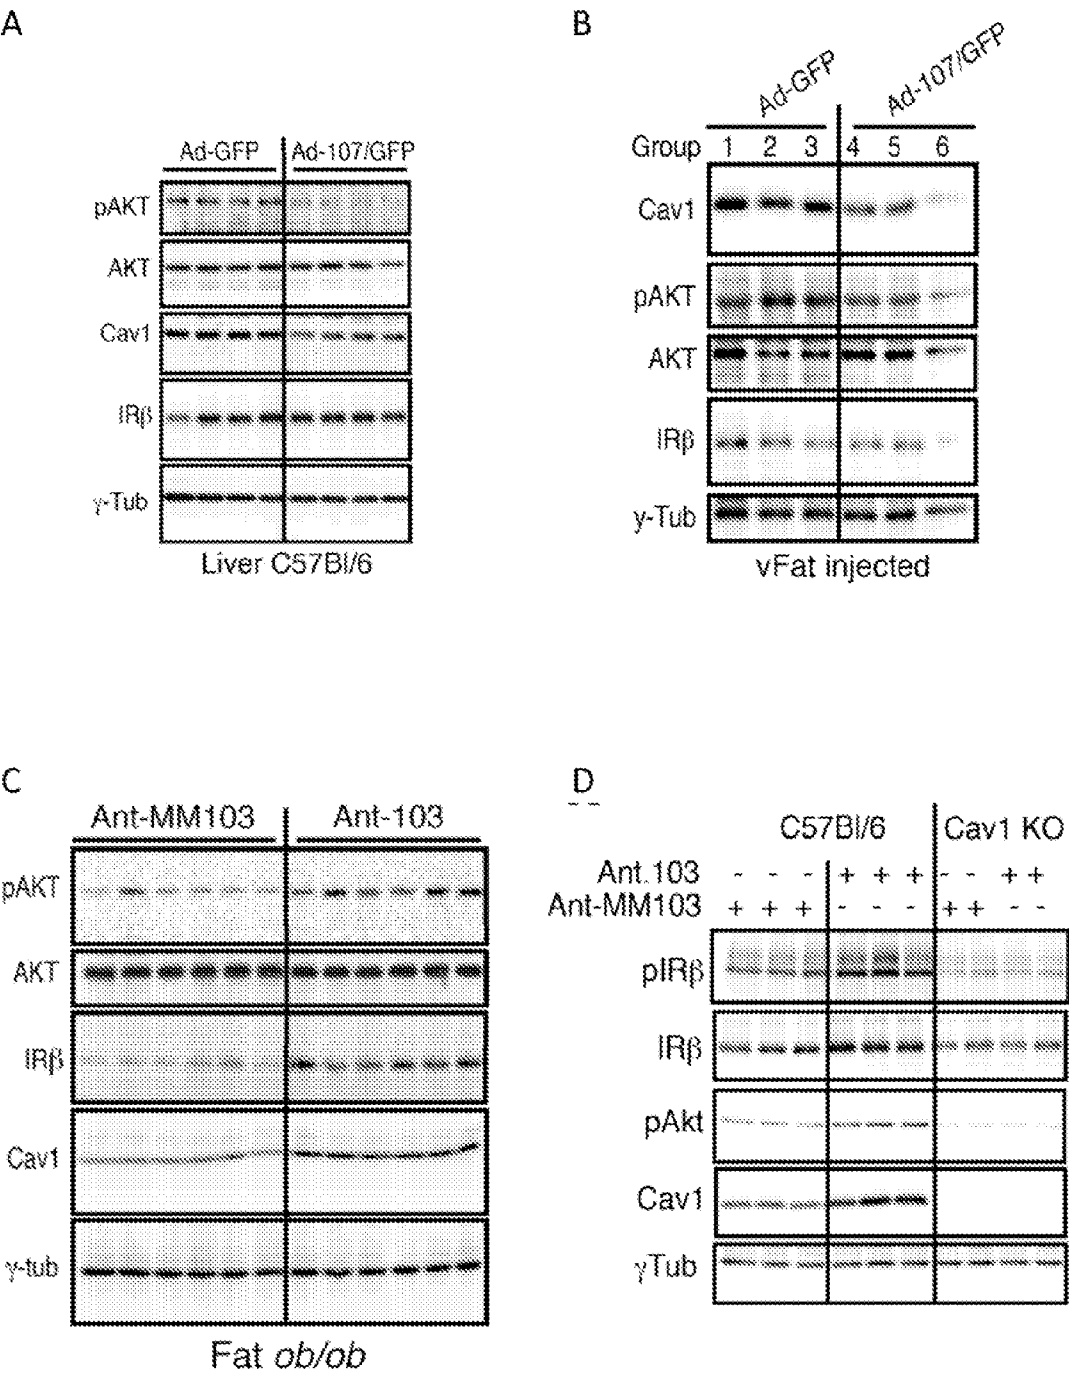 A
Ad-GFP Ad-107/GFP
pAKT
AKT
Cav1
IRβ
γ-Tub
Liver C57Bl/6
B
Ad-GFP Ad-107/GFP
Group 1 2 3 4 5 6
Cav1
pAKT
AKT
IRβ
γ-Tub
vFat injected
C
Ant-MM103 Ant-103
pAKT
AKT
IRβ
Cav1
γ-tub
Fat ob/ob
D
C57Bl/6 Cav1 KO
Ant.103 - - - + + + - - + +
Ant-MM103 + + + - - - + + - -
pIRβ
IRβ
pAkt
Cav1
γTub